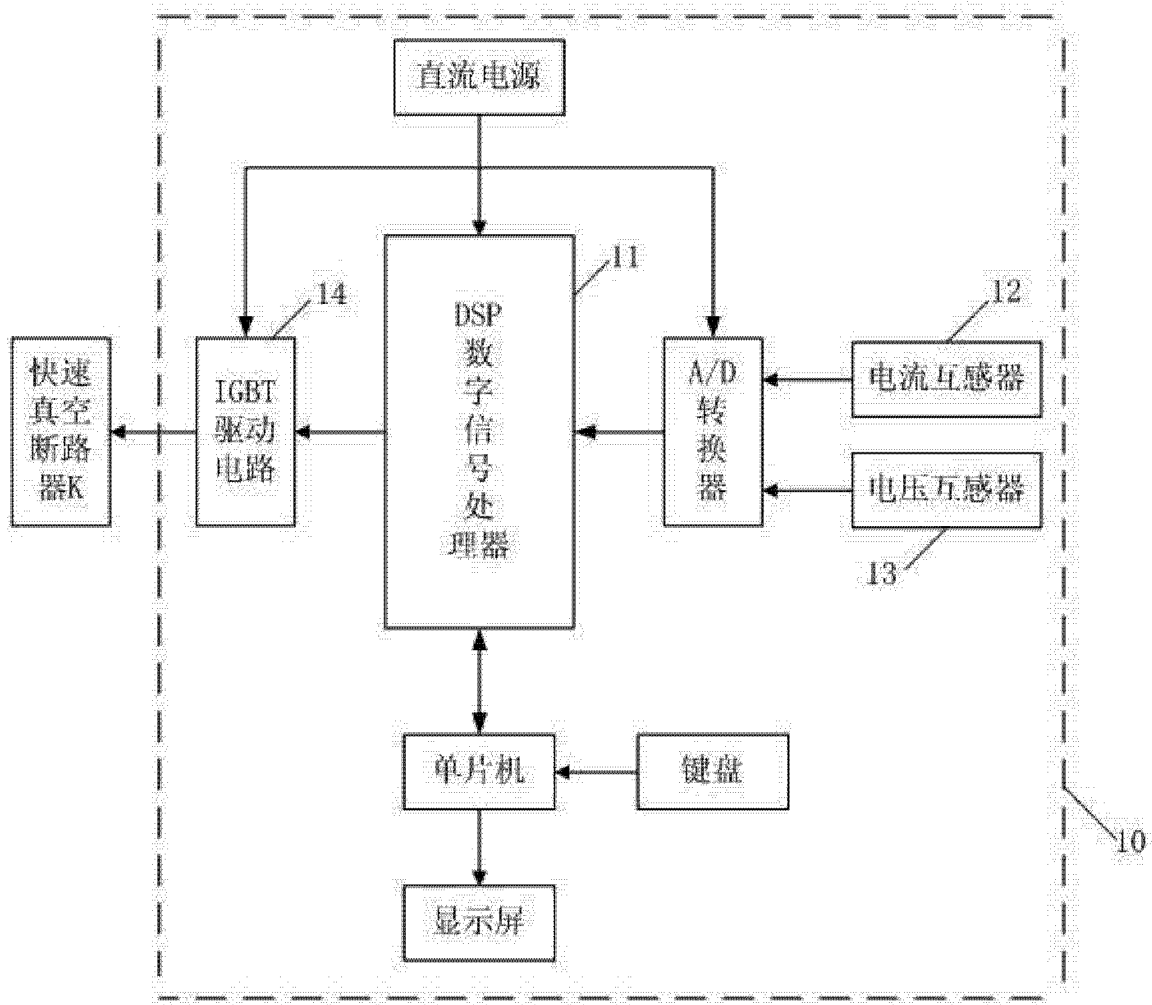 直流电源
11
14
12
DSP
数
字
信
号
处
理器
快速
真空
断路
器K
IGBT
驱动
电路
A/D
转
换
器
电流互感器
电压互感器
13
单片机
键盘
10
显示屏